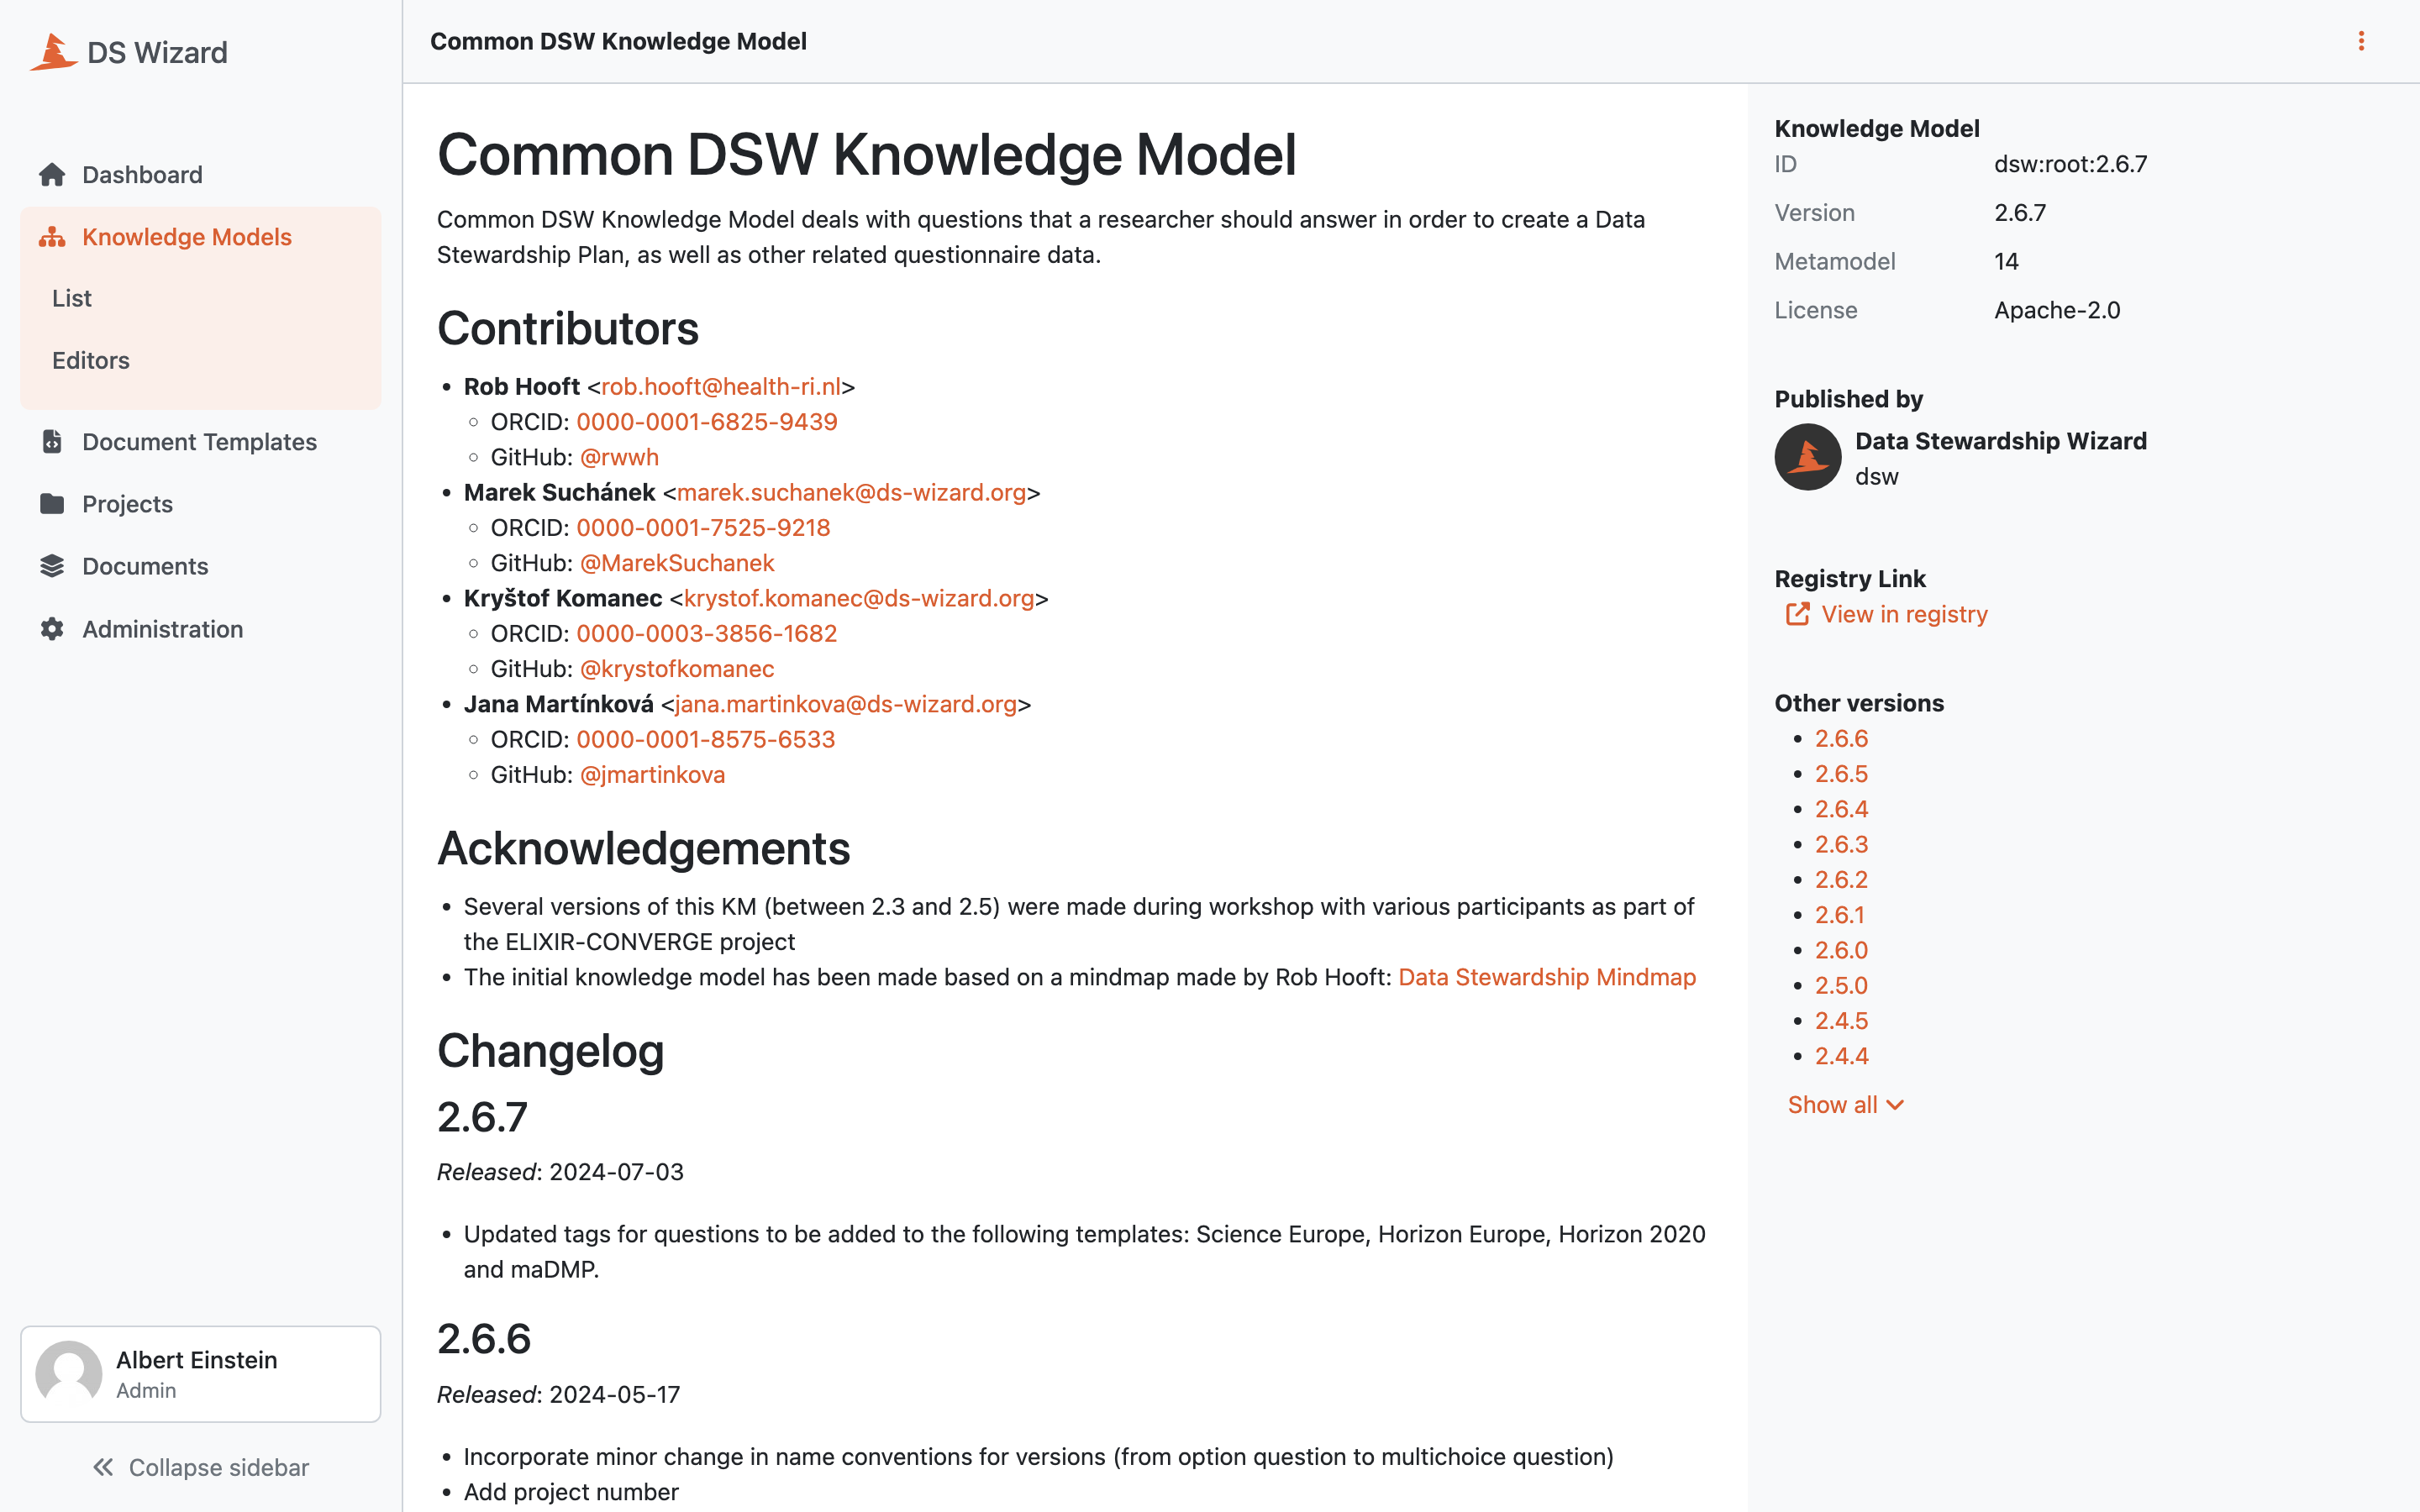 DS Wizard
Dashboard
Knowledge Models
List
Editors
Document Templates
Projects
Documents
Administration
Albert Einstein
Admin
Collapse sidebar
Common DSW Knowledge Model
Common DSW Knowledge Model
Common DSW Knowledge Model deals with questions that a researcher should answer in order to create a Data
Stewardship Plan, as well as other related questionnaire data.
Contributors
• Rob Hooft <rob.hooft@health-ri.nl>
◦ ORCID: 0000-0001-6825-9439
◦ GitHub: @rwwh
• Marek Suchánek <marek.suchanek@ds-wizard.org>
◦ ORCID: 0000-0001-7525-9218
◦ GitHub: @MarekSuchanek
• Kryštof Komanec <krystof.komanec@ds-wizard.org>
◦ ORCID: 0000-0003-3856-1682
◦ GitHub: @krystofkomanec
• Jana Martínková <jana.martinkova@ds-wizard.org>
◦ ORCID: 0000-0001-8575-6533
◦ GitHub: @jmartinkova
Acknowledgements
• Several versions of this KM (between 2.3 and 2.5) were made during workshop with various participants as part of
the ELIXIR-CONVERGE project
• The initial knowledge model has been made based on a mindmap made by Rob Hooft: Data Stewardship Mindmap
Changelog
2.6.7
Released: 2024-07-03
• Updated tags for questions to be added to the following templates: Science Europe, Horizon Europe, Horizon 2020
and maDMP.
2.6.6
Released: 2024-05-17
• Incorporate minor change in name conventions for versions (from option question to multichoice question)
• Add project number
Knowledge Model
ID dsw:root:2.6.7
Version 2.6.7
Metamodel 14
License Apache-2.0
Published by
Data Stewardship Wizard
dsw
Registry Link
View in registry
Other versions
• 2.6.6
• 2.6.5
• 2.6.4
• 2.6.3
• 2.6.2
• 2.6.1
• 2.6.0
• 2.5.0
• 2.4.5
• 2.4.4
Show all